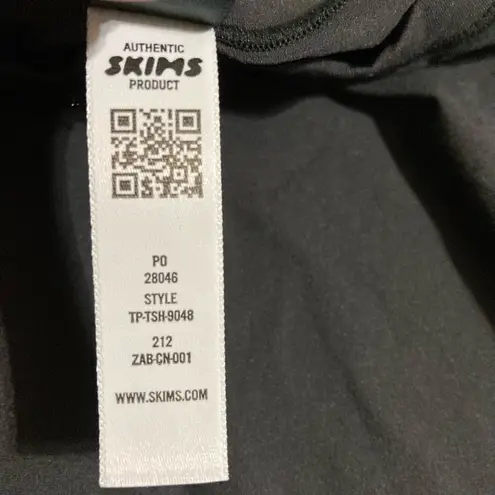 AUTHENTIC
SKIMS
PRODUCT
PO
28046
STYLE
TP-TSH-9048
212
ZAB-CN-001
WWW.SKIMS.COM